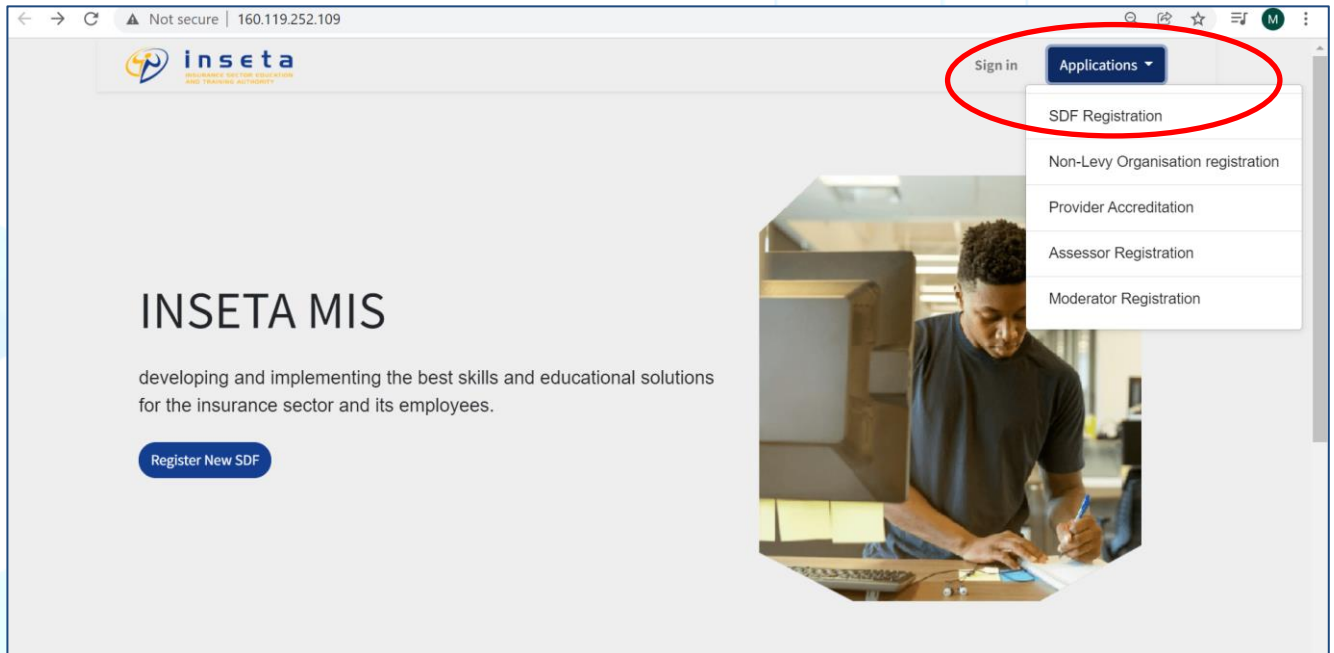 Not secure | 160.119.252.109
M
inseta
INSURANCE SECTOR EDUCATION
AND TRAINING AUTHORITY
Sign in
Applications
SDF Registration
Non-Levy Organisation registration
Provider Accreditation
Assessor Registration
Moderator Registration
INSETA MIS
developing and implementing the best skills and educational solutions
for the insurance sector and its employees.
Register New SDF